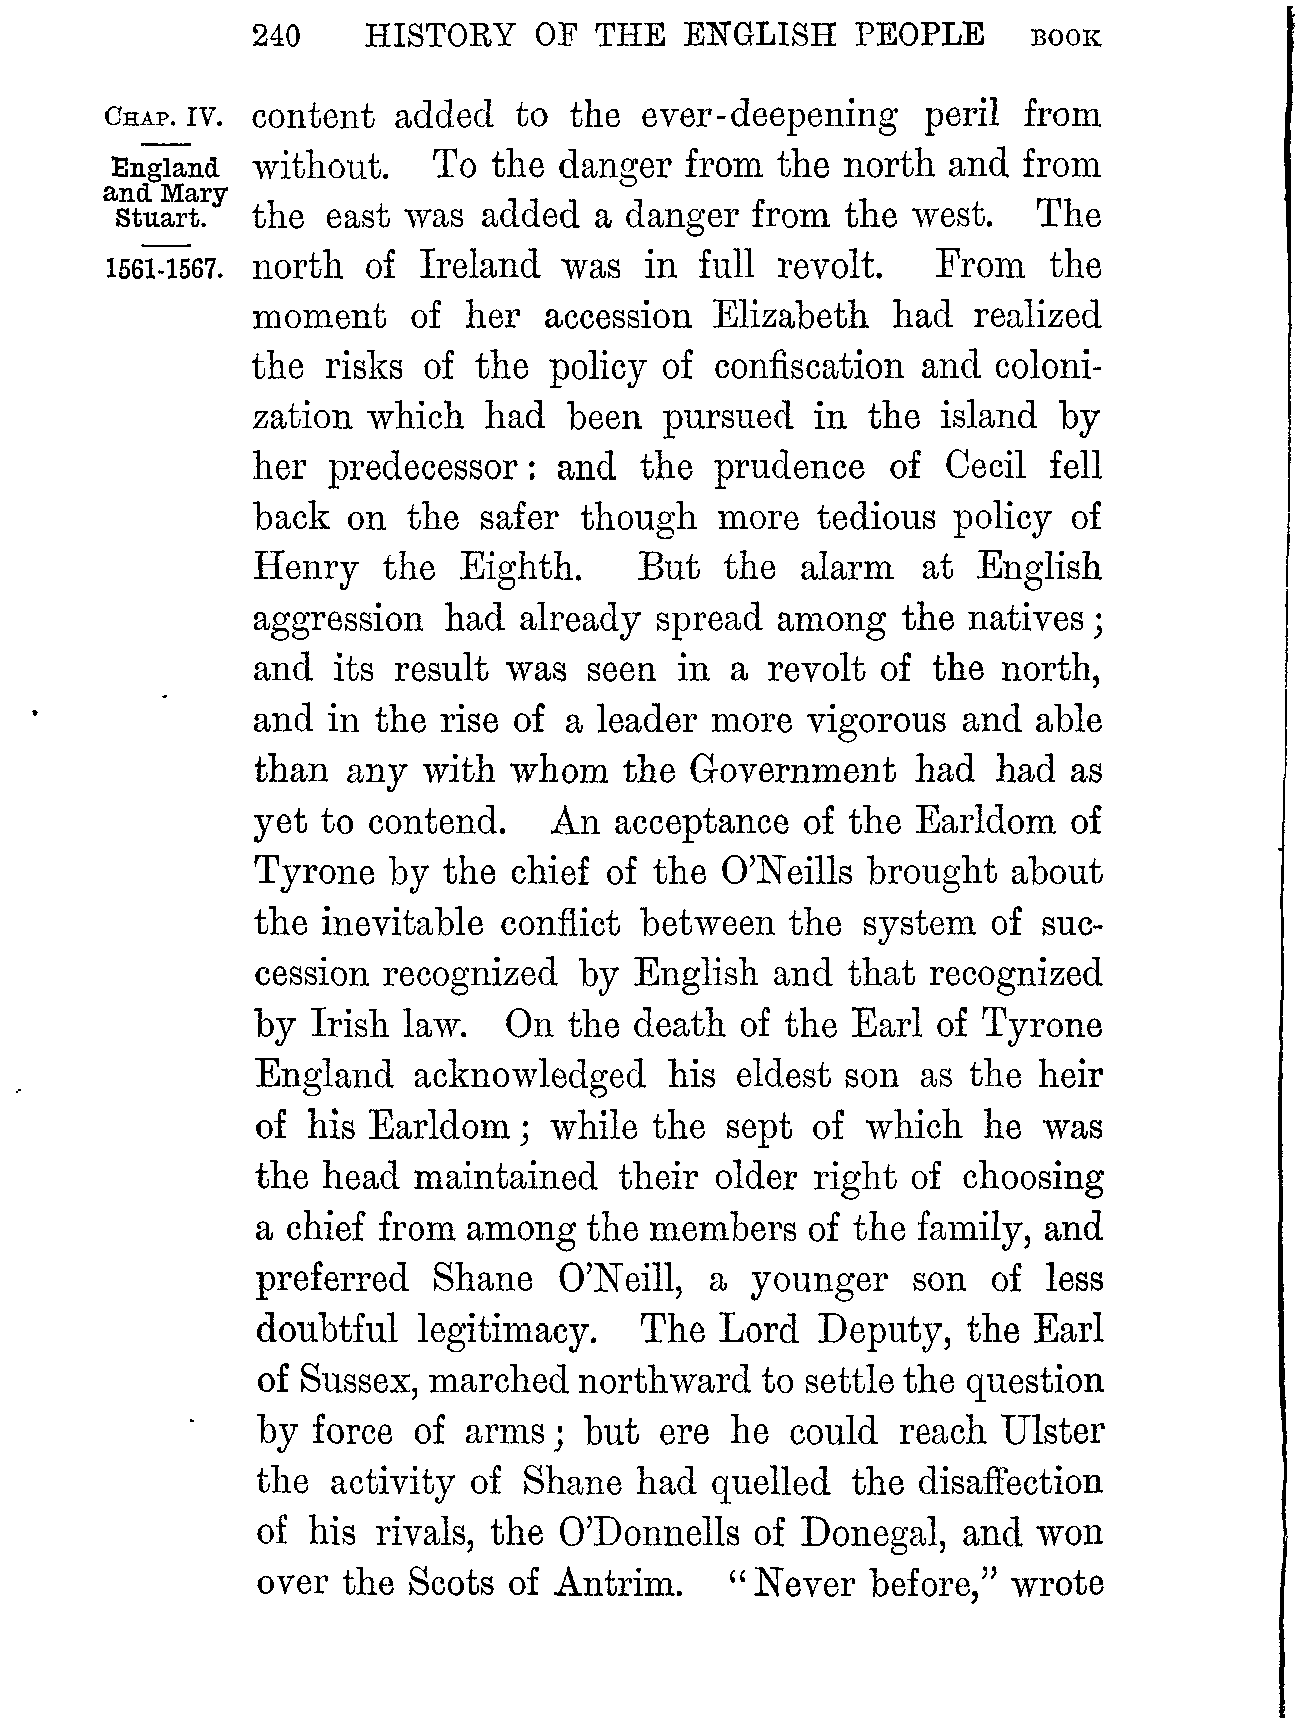 240 HISTORY OF THE ENGLISH PEOPLE BOOK
CHAP. IV.
England
and Mary
Stuart.
1561-1567.
content added to the ever-deepening peril from
without. To the danger from the north and from
the east was added a danger from the west. The
north of Ireland was in full revolt. From the
moment of her accession Elizabeth had realized
the risks of the policy of confiscation and coloni-
zation which had been pursued in the island by
her predecessor: and the prudence of Cecil fell
back on the safer though more tedious policy of
Henry the Eighth. But the alarm at English
aggression had already spread among the natives;
and its result was seen in a revolt of the north,
and in the rise of a leader more vigorous and able
than any with whom the Government had had as
yet to contend. An acceptance of the Earldom of
Tyrone by the chief of the O'Neills brought about
the inevitable conflict between the system of suc-
cession recognized by English and that recognized
by Irish law. On the death of the Earl of Tyrone
England acknowledged his eldest son as the heir
of his Earldom; while the sept of which he was
the head maintained their older right of choosing
a chief from among the members of the family, and
preferred Shane O'Neill, a younger son of less
doubtful legitimacy. The Lord Deputy, the Earl
of Sussex, marched northward to settle the question
by force of arms; but ere he could reach Ulster
the activity of Shane had quelled the disaffection
of his rivals, the O'Donnells of Donegal, and won
over the Scots of Antrim. "Never before," wrote